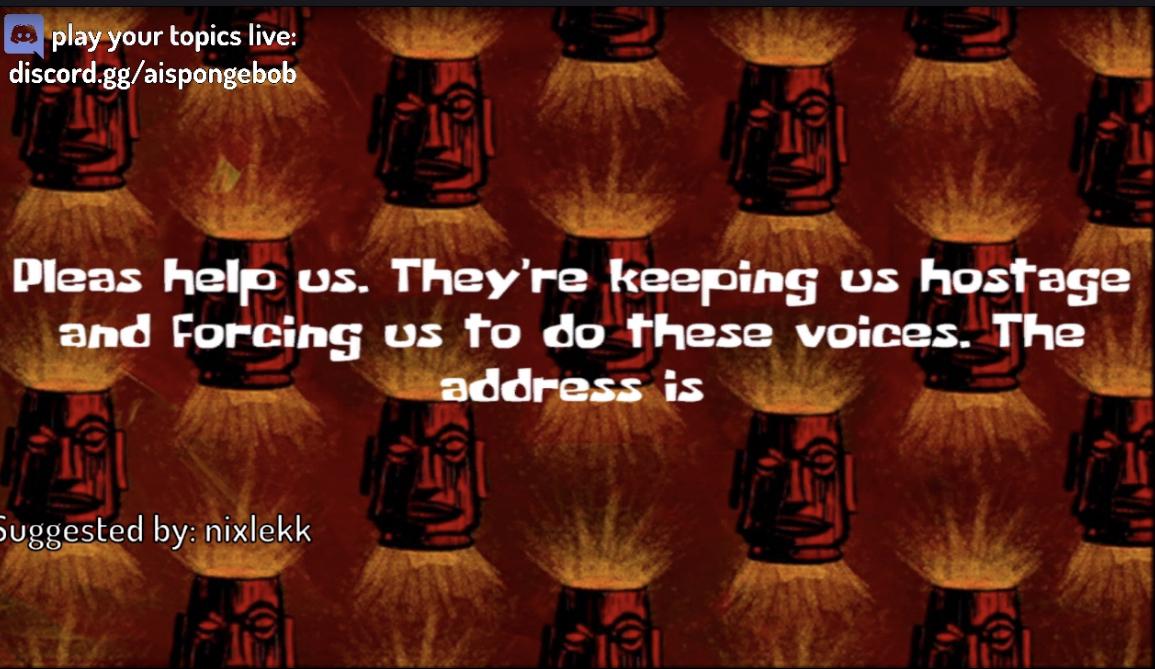 play your topics live:
discord.gg/aispongebob
Pleas help us. They're keeping us hostage
and forcing us to do these voices. The
address is
Suggested by: nixlekk